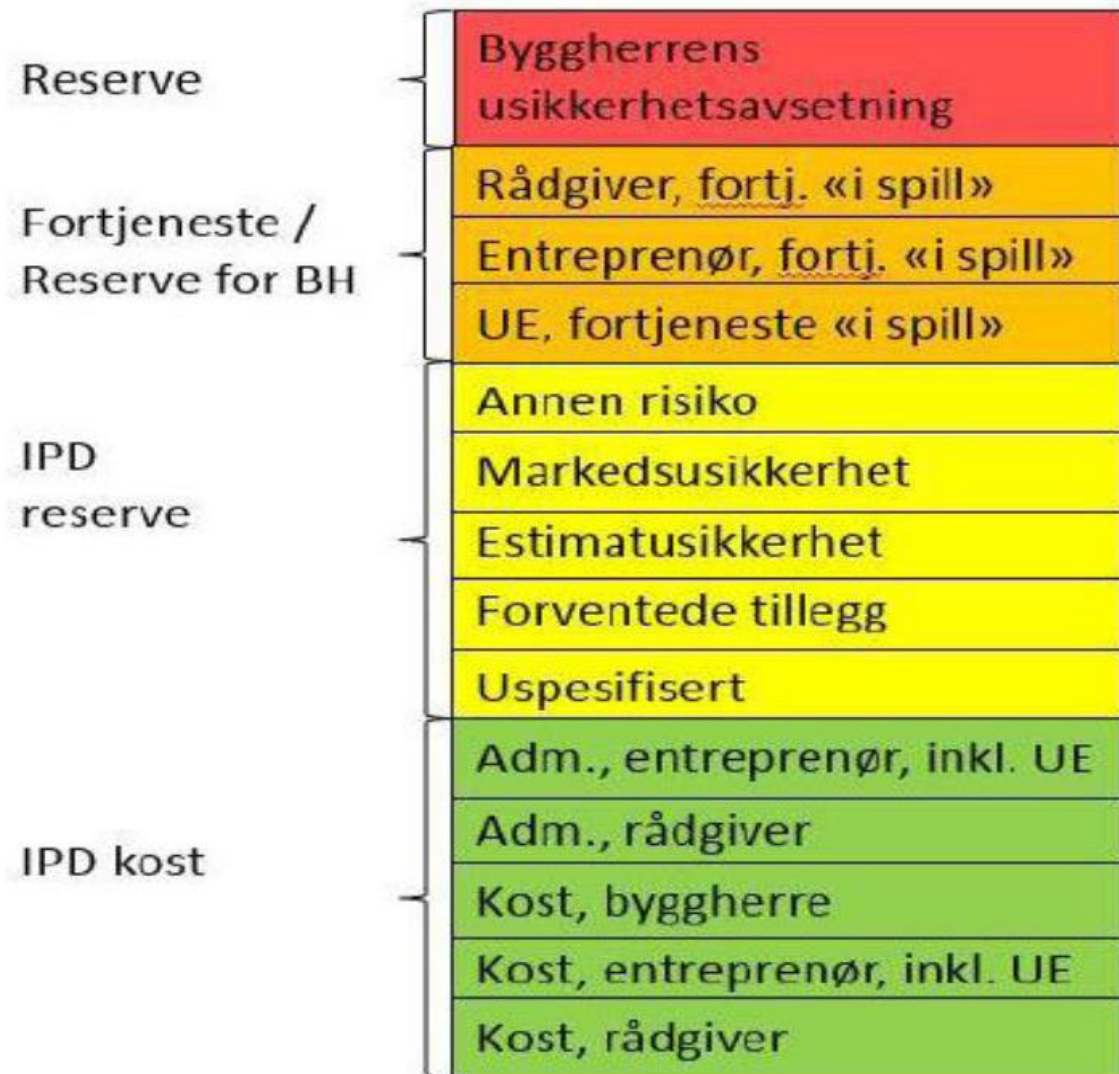 Reserve
Byggherrens
usikkerhetsavsetning
Fortjeneste /
Reserve for BH
Rådgiver, fortj. «i spill»
Entreprenør, fortj. «i spill»
UE, fortjeneste «i spill»
IPD
reserve
Annen risiko
Markedsusikkerhet
Estimatusikkerhet
Forventede tillegg
Uspesifisert
IPD kost
Adm., entreprenør, inkl. UE
Adm., rådgiver
Kost, byggherre
Kost, entreprenør, inkl. UE
Kost, rådgiver